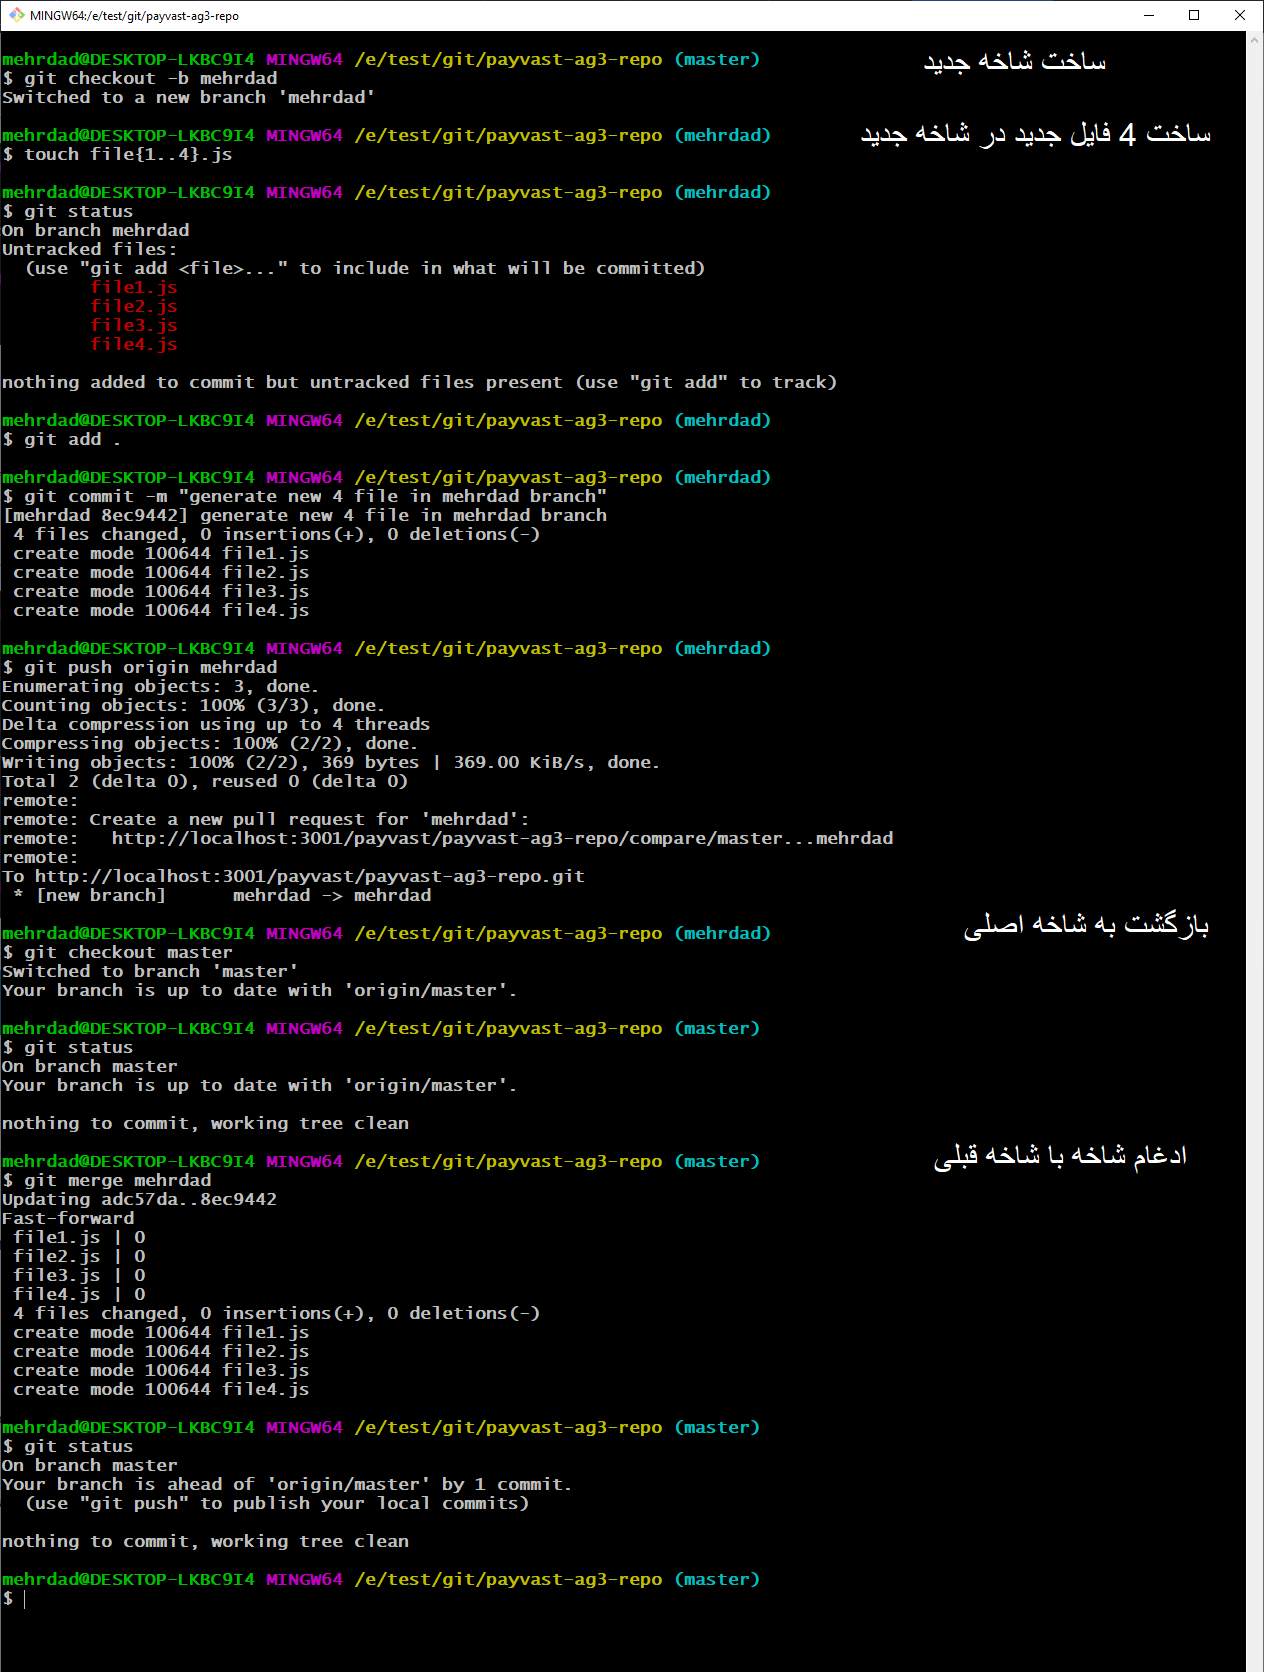 MINGW64:/e/test/git/payvast-ag3-repo
mehrdad@DESKTOP-LKBC9I4 MINGW64 /e/test/git/payvast-ag3-repo (master)
ساخت شاخه جدید
$ git checkout -b mehrdad
Switched to a new branch 'mehrdad'
mehrdad@DESKTOP-LKBC9I4 MINGW64 /e/test/git/payvast-ag3-repo (mehrdad)
ساخت 4 فایل جدید در شاخه جدید
$ touch file{1..4}.js
mehrdad@DESKTOP-LKBC9I4 MINGW64 /e/test/git/payvast-ag3-repo (mehrdad)
$ git status
On branch mehrdad
Untracked files:
  (use "git add <file>..." to include in what will be committed)
        file1.js
        file2.js
        file3.js
        file4.js
nothing added to commit but untracked files present (use "git add" to track)
mehrdad@DESKTOP-LKBC9I4 MINGW64 /e/test/git/payvast-ag3-repo (mehrdad)
$ git add .
mehrdad@DESKTOP-LKBC9I4 MINGW64 /e/test/git/payvast-ag3-repo (mehrdad)
$ git commit -m "generate new 4 file in mehrdad branch"
[mehrdad 8ec9442] generate new 4 file in mehrdad branch
 4 files changed, 0 insertions(+), 0 deletions(-)
 create mode 100644 file1.js
 create mode 100644 file2.js
 create mode 100644 file3.js
 create mode 100644 file4.js
mehrdad@DESKTOP-LKBC9I4 MINGW64 /e/test/git/payvast-ag3-repo (mehrdad)
$ git push origin mehrdad
Enumerating objects: 3, done.
Counting objects: 100% (3/3), done.
Delta compression using up to 4 threads
Compressing objects: 100% (2/2), done.
Writing objects: 100% (2/2), 369 bytes | 369.00 KiB/s, done.
Total 2 (delta 0), reused 0 (delta 0)
remote:
remote: Create a new pull request for 'mehrdad':
remote:   http://localhost:3001/payvast/payvast-ag3-repo/compare/master...mehrdad
remote:
To http://localhost:3001/payvast/payvast-ag3-repo.git
 * [new branch]      mehrdad -> mehrdad
mehrdad@DESKTOP-LKBC9I4 MINGW64 /e/test/git/payvast-ag3-repo (mehrdad)
بازگشت به شاخه اصلی
$ git checkout master
Switched to branch 'master'
Your branch is up to date with 'origin/master'.
mehrdad@DESKTOP-LKBC9I4 MINGW64 /e/test/git/payvast-ag3-repo (master)
$ git status
On branch master
Your branch is up to date with 'origin/master'.
nothing to commit, working tree clean
mehrdad@DESKTOP-LKBC9I4 MINGW64 /e/test/git/payvast-ag3-repo (master)
ادغام شاخه با شاخه قبلی
$ git merge mehrdad
Updating adc57da..8ec9442
Fast-forward
 file1.js | 0
 file2.js | 0
 file3.js | 0
 file4.js | 0
 4 files changed, 0 insertions(+), 0 deletions(-)
 create mode 100644 file1.js
 create mode 100644 file2.js
 create mode 100644 file3.js
 create mode 100644 file4.js
mehrdad@DESKTOP-LKBC9I4 MINGW64 /e/test/git/payvast-ag3-repo (master)
$ git status
On branch master
Your branch is ahead of 'origin/master' by 1 commit.
  (use "git push" to publish your local commits)
nothing to commit, working tree clean
mehrdad@DESKTOP-LKBC9I4 MINGW64 /e/test/git/payvast-ag3-repo (master)
$